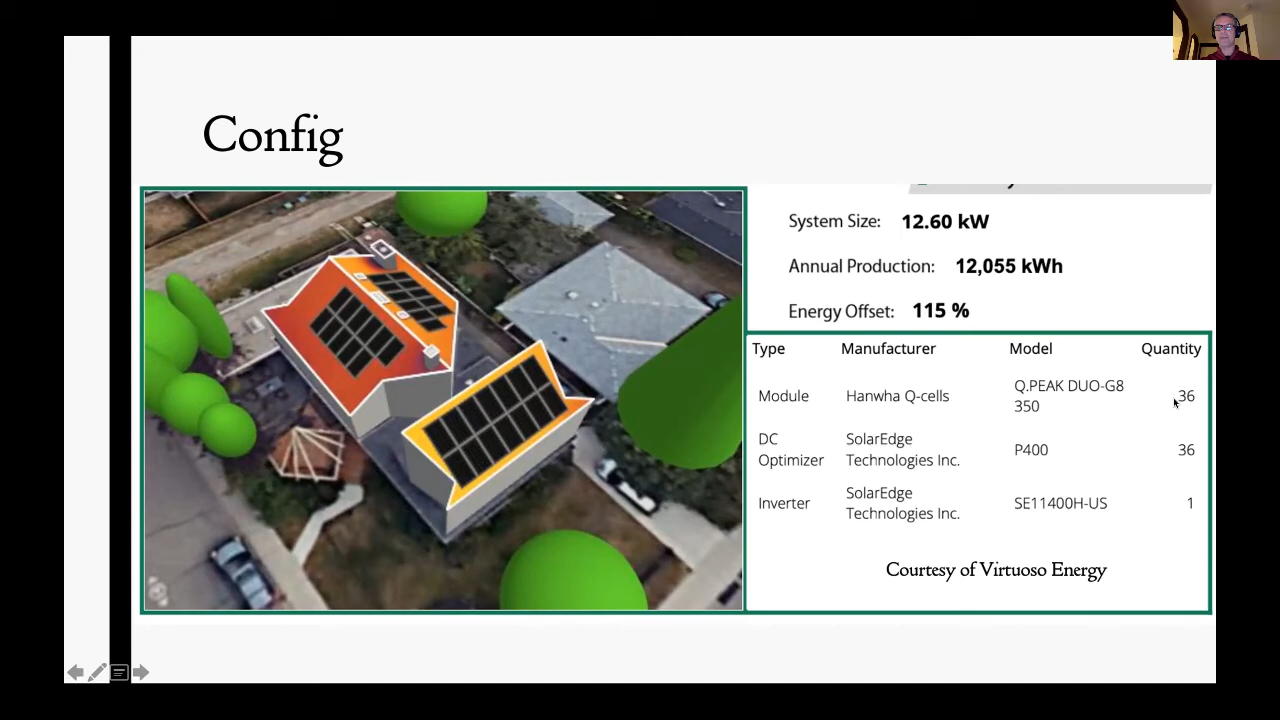 Config
System Size: 12.60 kW
Annual Production: 12,055 kWh
Energy Offset: 115 %
Type Manufacturer Model Quantity
Module Hanwha Q-cells Q.PEAK DUO-G8 350 36
DC Optimizer SolarEdge Technologies Inc. P400 36
Inverter SolarEdge Technologies Inc. SE11400H-US 1
Courtesy of Virtuoso Energy